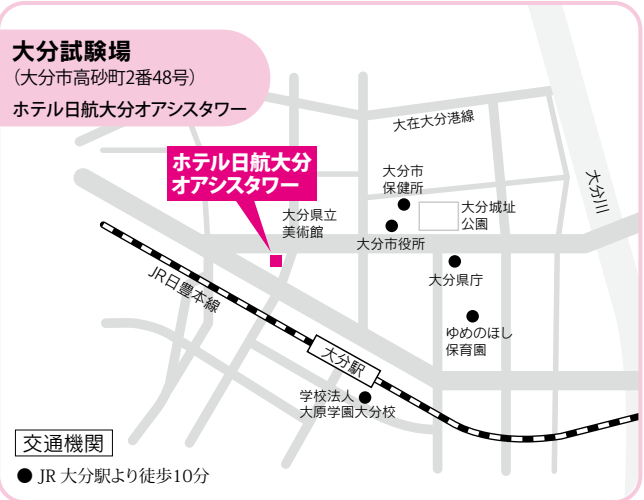 大分試験場
（大分市高砂町2番48号）
ホテル日航大分オアシスタワー
大在大分港線
ホテル日航大分
オアシスタワー
大分市
保健所
大分川
大分県立
美術館
大分城址
公園
大分市役所
大分県庁
JR日豊本線
ゆめのほし
保育園
大分駅
学校法人
大原学園大分校
交通機関
● JR 大分駅より徒歩10分